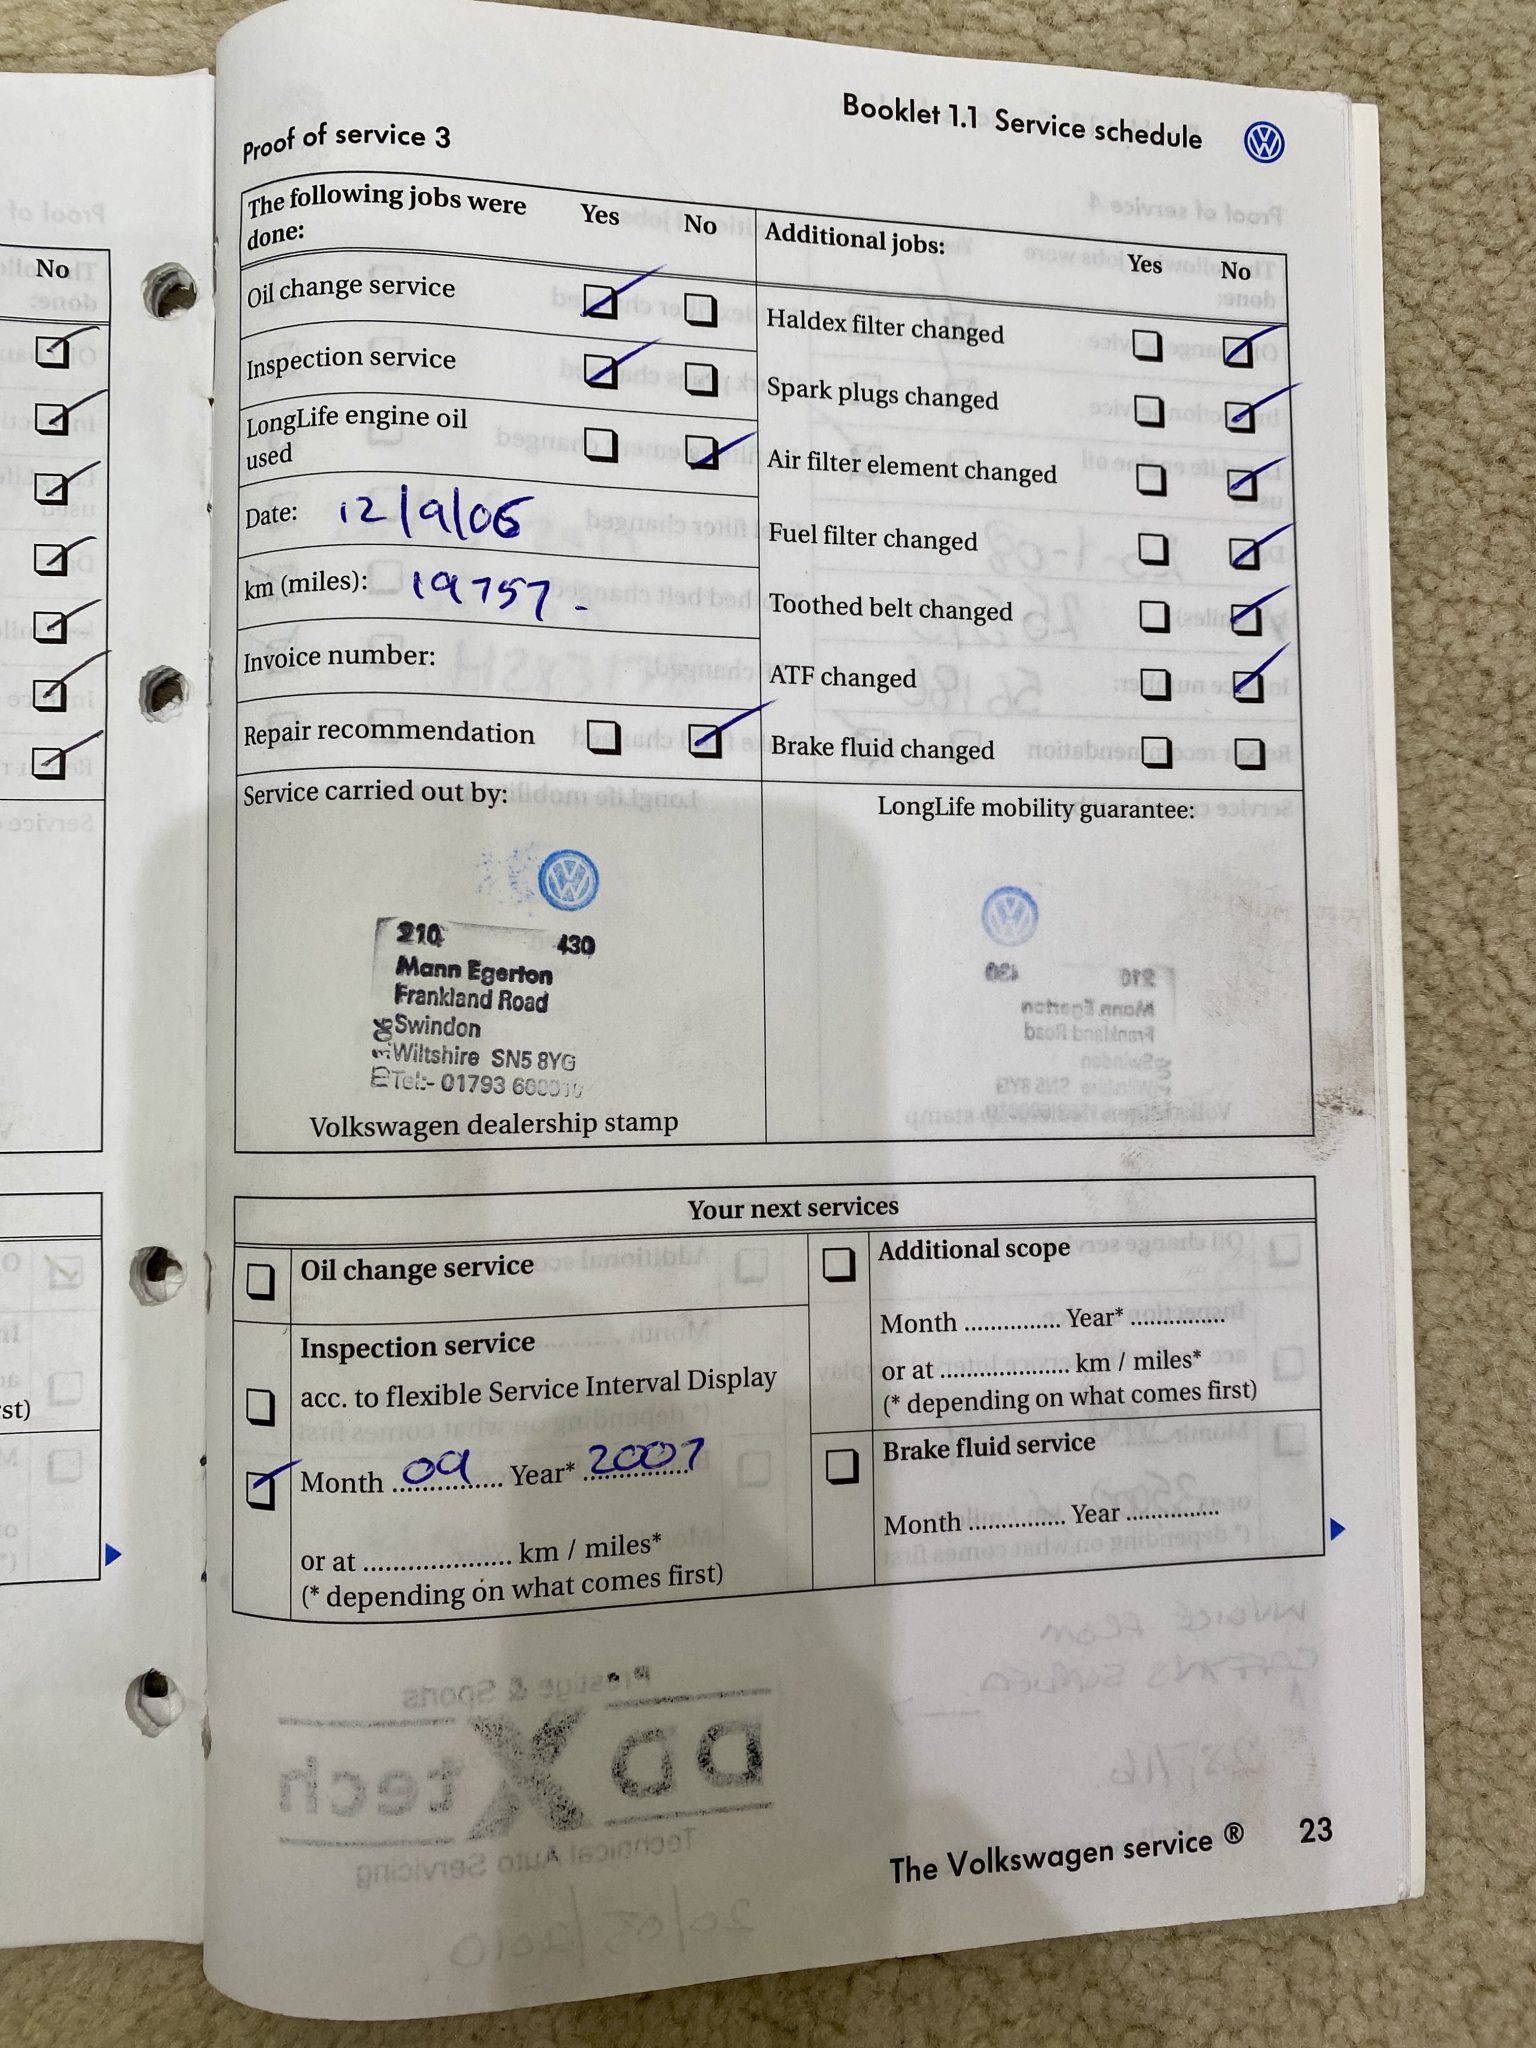 Booklet 1.1 Service schedule
Proof of service 3
The following jobs were done:
Yes No
Oil change service
Inspection service
LongLife engine oil used
Date: 12/9/06
km (miles): 19757.
Invoice number:
Repair recommendation
Additional jobs:
Yes No
Haldex filter changed
Spark plugs changed
Air filter element changed
Fuel filter changed
Toothed belt changed
ATF changed
Brake fluid changed
Service carried out by:
210 430
Mann Egerton
Frankland Road
Swindon
Wiltshire SN5 8YG
Tel:- 01793 600010
Volkswagen dealership stamp
LongLife mobility guarantee:
Your next services
Oil change service
Inspection service
acc. to flexible Service Interval Display
Month 09 Year* 2007
or at .................... km / miles*
(* depending on what comes first)
Additional scope
Month .............. Year* ..............
or at ................... km / miles*
(* depending on what comes first)
Brake fluid service
Month .............. Year ..............
The Volkswagen service ® 23
No
st)